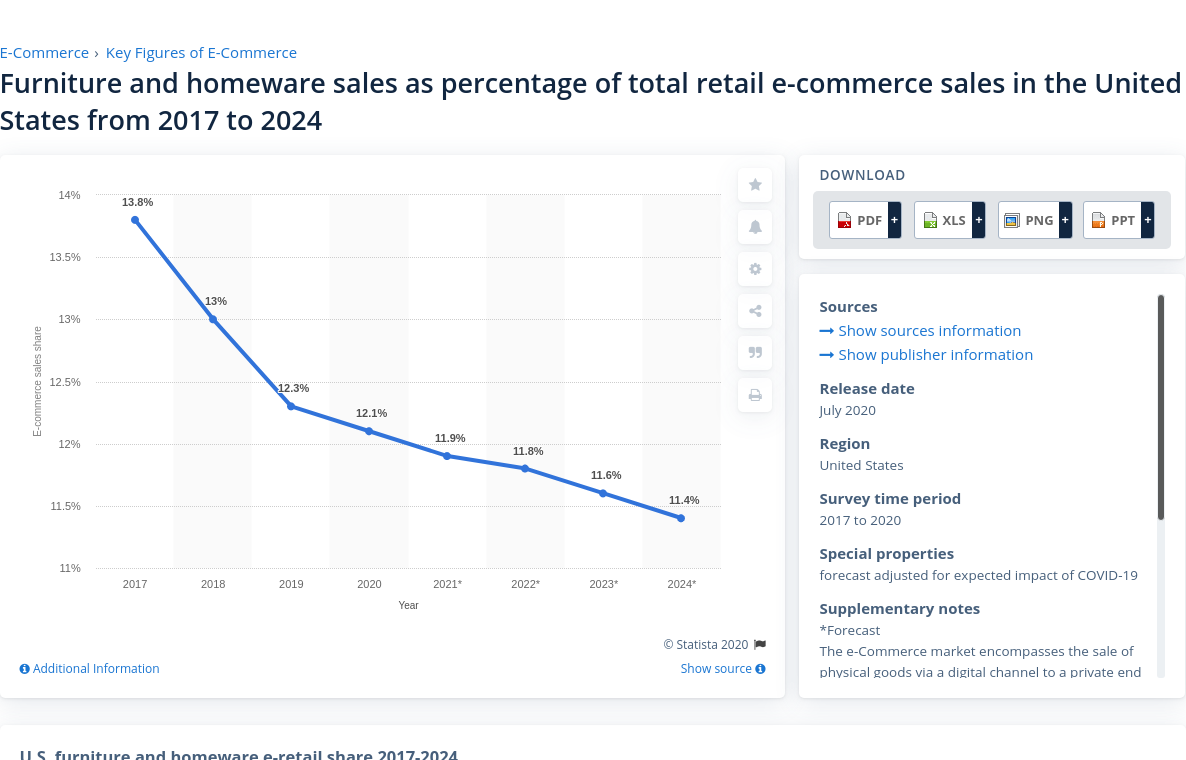 E-Commerce › Key Figures of E-Commerce
Furniture and homeware sales as percentage of total retail e-commerce sales in the United
States from 2017 to 2024
14%
13.5%
13%
12.5%
12%
11.5%
11%
E-commerce sales share
13.8%
13%
12.3%
12.1%
11.9%
11.8%
11.6%
11.4%
2017
2018
2019
2020
2021*
2022*
2023*
2024*
Year
© Statista 2020
Additional Information
Show source
DOWNLOAD
PDF +
XLS +
PNG +
PPT +
Sources
Show sources information
Show publisher information
Release date
July 2020
Region
United States
Survey time period
2017 to 2020
Special properties
forecast adjusted for expected impact of COVID-19
Supplementary notes
*Forecast
The e-Commerce market encompasses the sale of
physical goods via a digital channel to a private end
U.S. furniture and homeware e-retail share 2017-2024